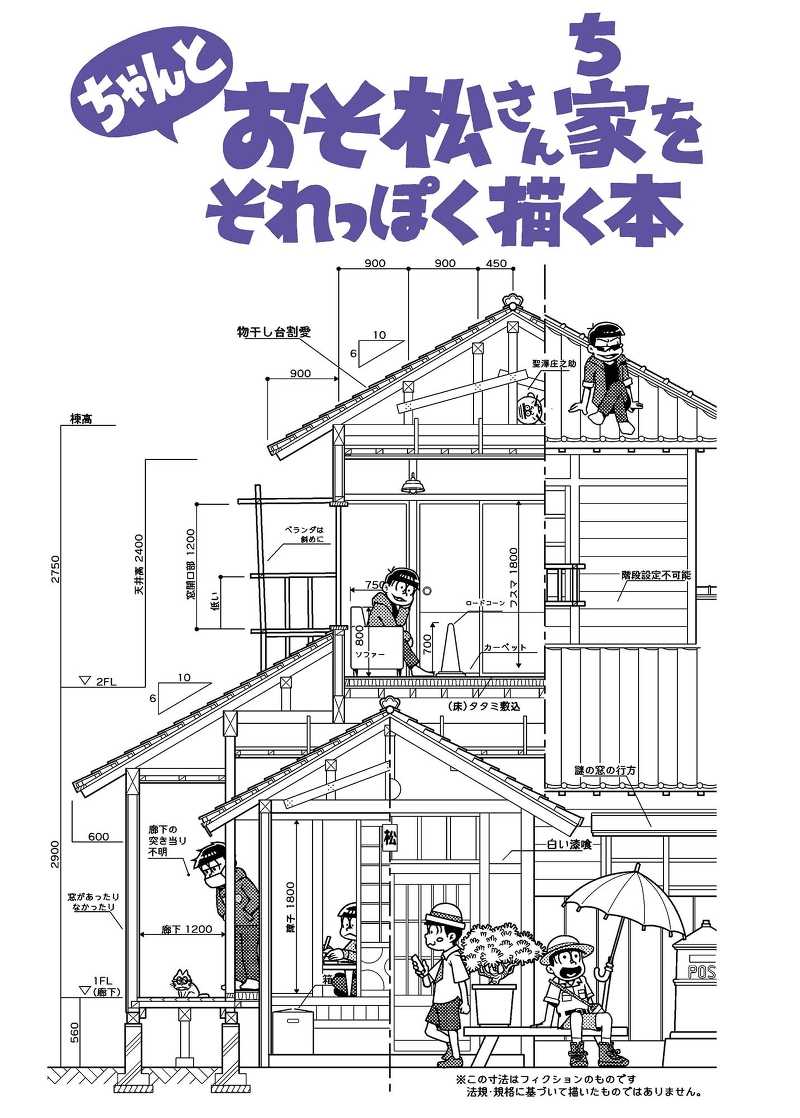 ちゃんと
おそ松さんち家を
それっぽく描く本
900
900
450
物干し台割愛
10
6
900
聖澤庄之助
棟高
2750
天井高 2400
窓開口部 1200
低い
ベランダは
斜めに
750
フスマ 1800
階段設定不可能
ロードコーン
800
700
ソファー
カーペット
2FL
10
6
(床)タタミ敷込
謎の窓の行方
松
白い漆喰
600
廊下の
突き当り
不明
2900
窓があったり
なかったり
廊下 1200
障子 1800
1FL
(廊下)
箱
POS
560
※この寸法はフィクションのものです
法規・規格に基づいて描いたものではありません。